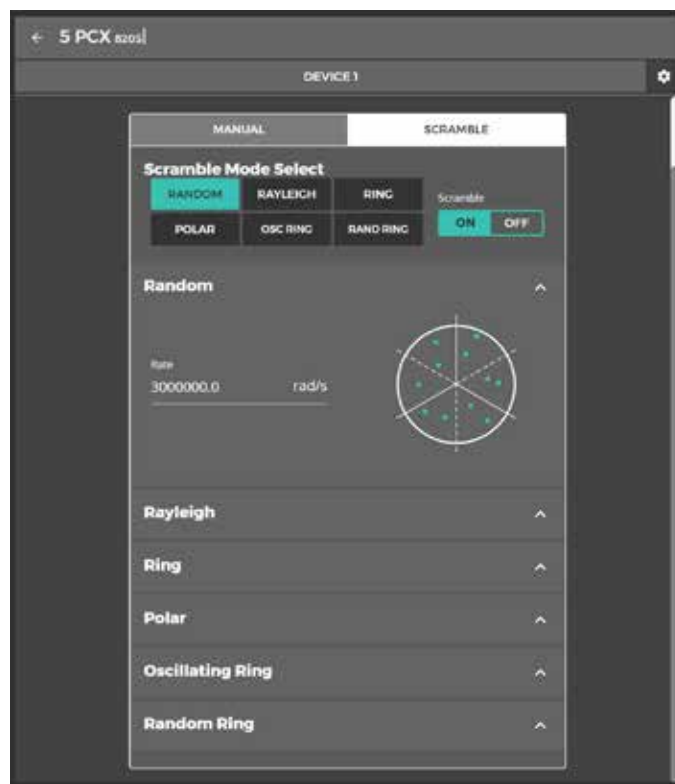 5 PCX 8205
DEVICE 1
MANUAL SCRAMBLE
Scramble Mode Select
RANDOM RAYLEIGH RING
Scramble
ON OFF
POLAR OSC RING RAND RING
Random
Rate
3000000.0 rad/s
Rayleigh
Ring
Polar
Oscillating Ring
Random Ring